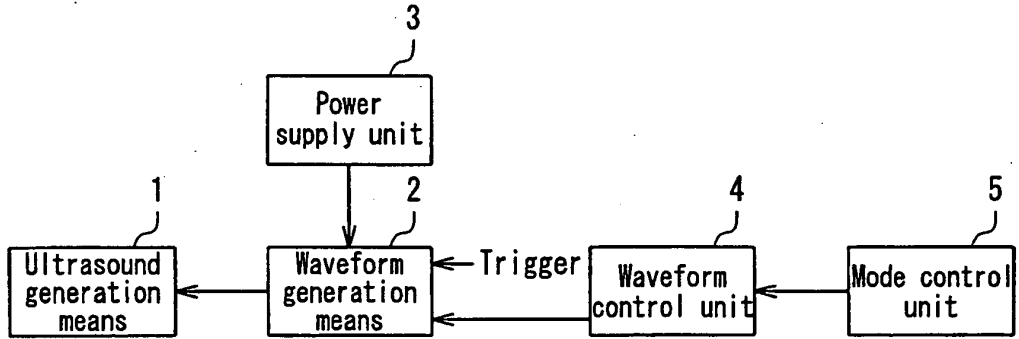 3
Power
supply unit
1
Ultrasound
generation
means
2
Waveform
generation
means
Trigger
4
Waveform
control unit
5
Mode control
unit